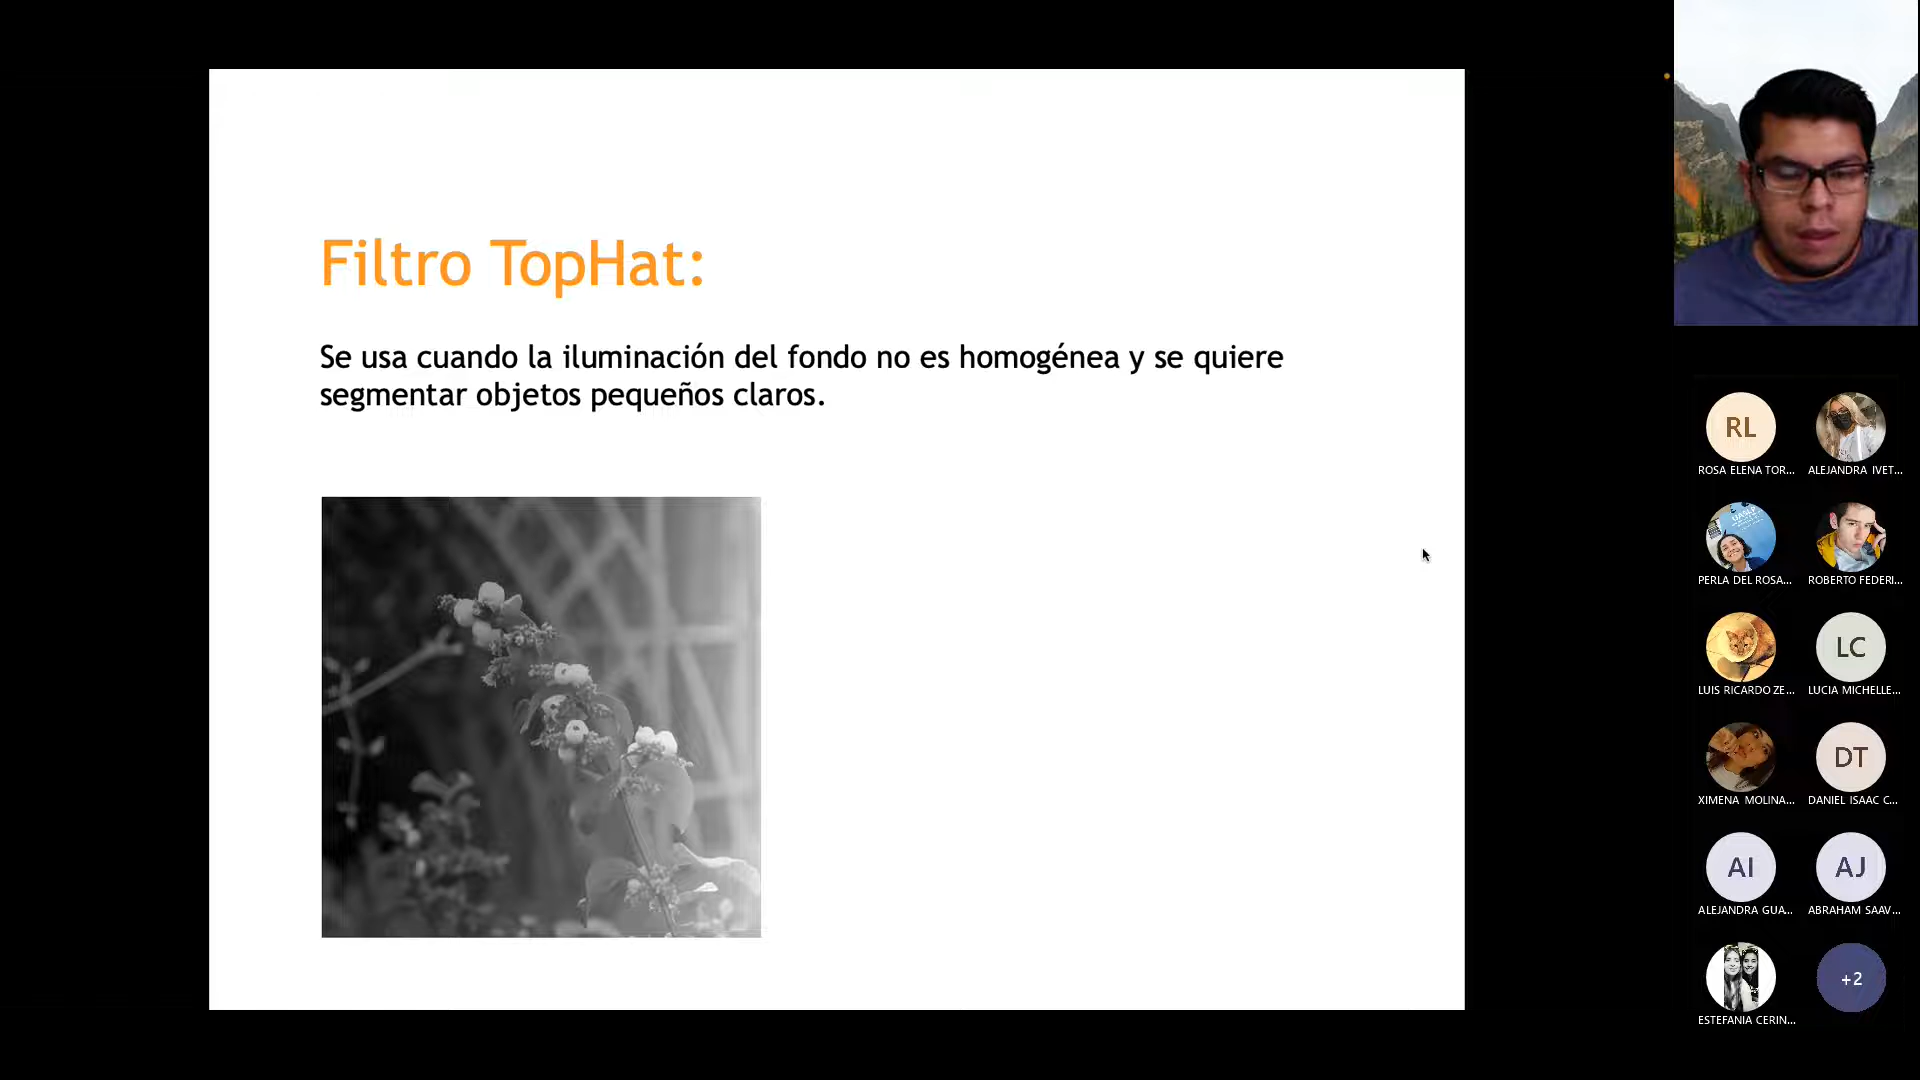 Filtro TopHat:
Se usa cuando la iluminación del fondo no es homogénea y se quiere
segmentar objetos pequeños claros.
RL
ROSA ELENA TOR...
ALEJANDRA IVET...
PERLA DEL ROSA...
ROBERTO FEDERI...
LUIS RICARDO ZE...
LC
LUCIA MICHELLE...
XIMENA MOLINA...
DT
DANIEL ISAAC C...
AI
ALEJANDRA GUA...
AJ
ABRAHAM SAAV...
ESTEFANIA CERIN...
+2